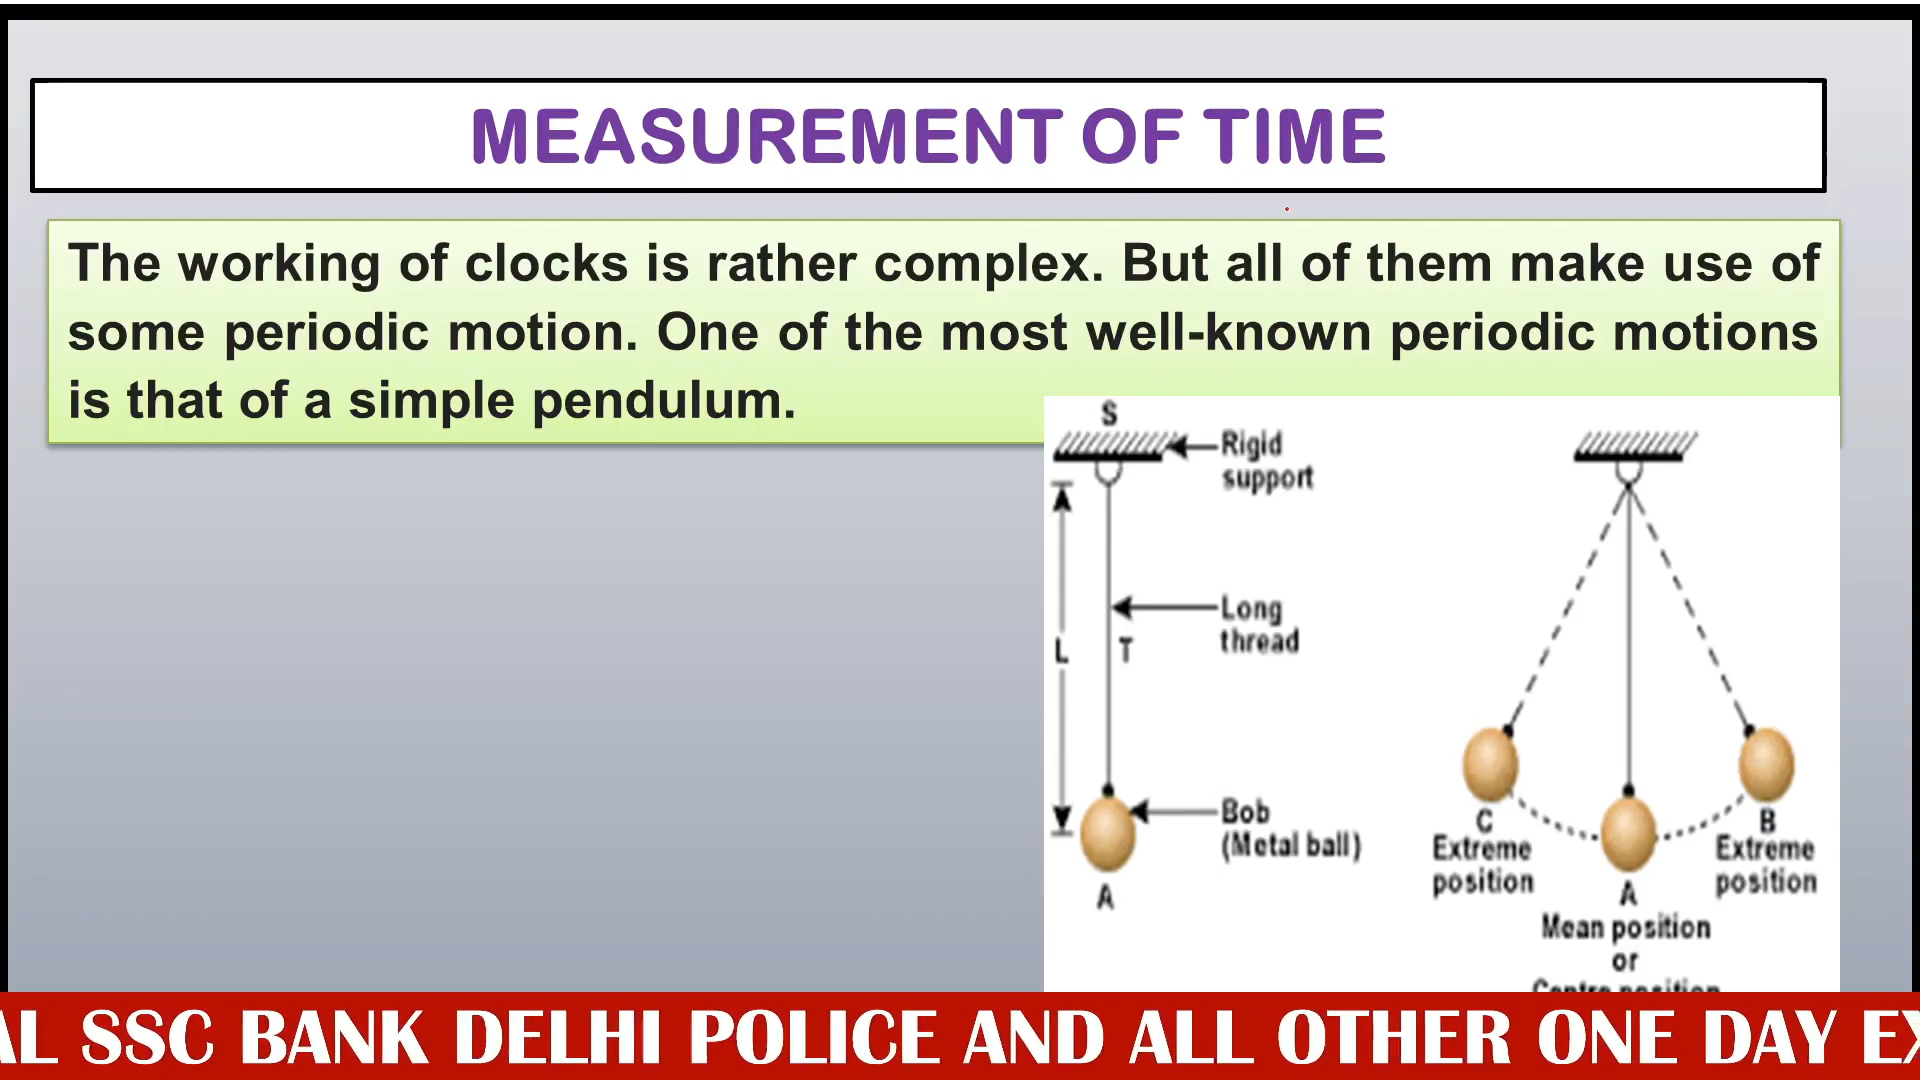 MEASUREMENT OF TIME
The working of clocks is rather complex. But all of them make use of
some periodic motion. One of the most well-known periodic motions
is that of a simple pendulum.
S
Rigid
support
Long
thread
L
T
Bob
(Metal ball)
A
C
Extreme
position
B
Extreme
position
A
Mean position
or
Centre position
AL SSC BANK DELHI POLICE AND ALL OTHER ONE DAY EX